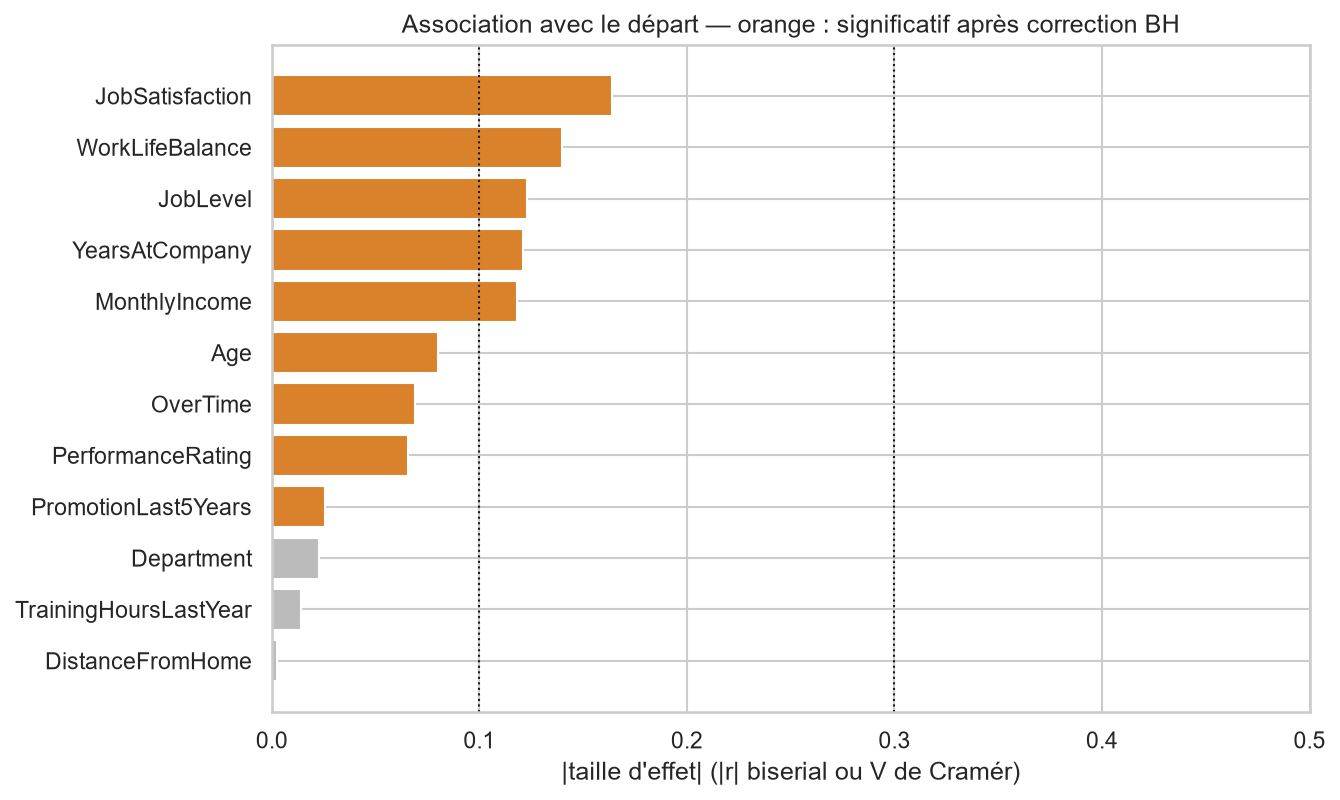 Association avec le départ — orange : significatif après correction BH
JobSatisfaction
WorkLifeBalance
JobLevel
YearsAtCompany
MonthlyIncome
Age
OverTime
PerformanceRating
PromotionLast5Years
Department
TrainingHoursLastYear
DistanceFromHome
0.0 0.1 0.2 0.3 0.4 0.5
|taille d'effet| (|r| biserial ou V de Cramér)